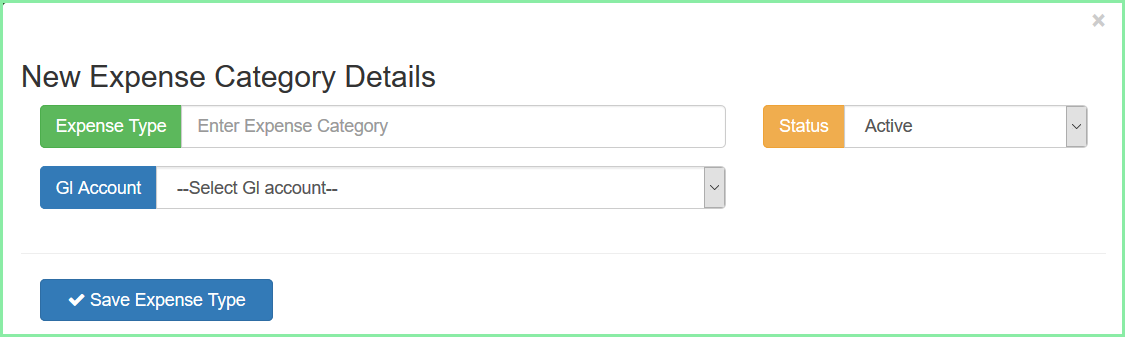 ×
New Expense Category Details
Expense Type Enter Expense Category Status Active
Gl Account --Select Gl account--
Save Expense Type